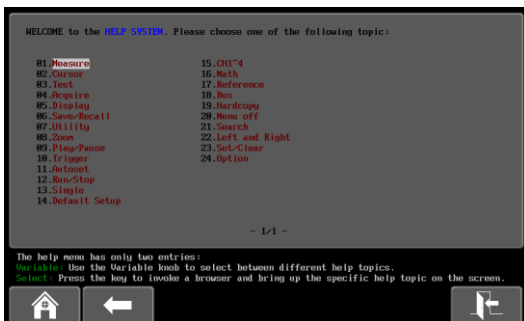 WELCOME to the HELP SYSTEM. Please choose one of the following topic:
01.Measure
02.Cursor
03.Test
04.Acquire
05.Display
06.Save/Recall
07.Utility
08.Zoom
09.Play/Pause
10.Trigger
11.Autoset
12.Run/Stop
13.Single
14.Default Setup
15.CH1~4
16.Math
17.Reference
18.Bus
19.Hardcopy
20.Menu off
21.Search
22.Left and Right
23.Set/Clear
24.Option
- 1/1 -
The help menu has only two entries:
Variable: Use the Variable knob to select between different help topics.
Select: Press the key to invoke a browser and bring up the specific help topic on the screen.